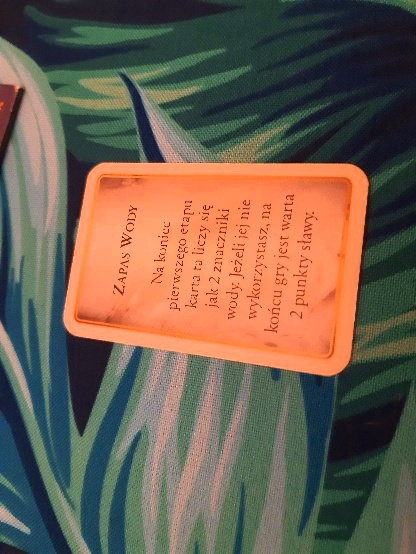 Zapas Wody
Na koniec
pierwszego etapu
karta ta liczy się
jak 2 znaczniki
wody. Jeżeli jej nie
wykorzystasz, na
końcu gry jest warta
2 punkty sławy.